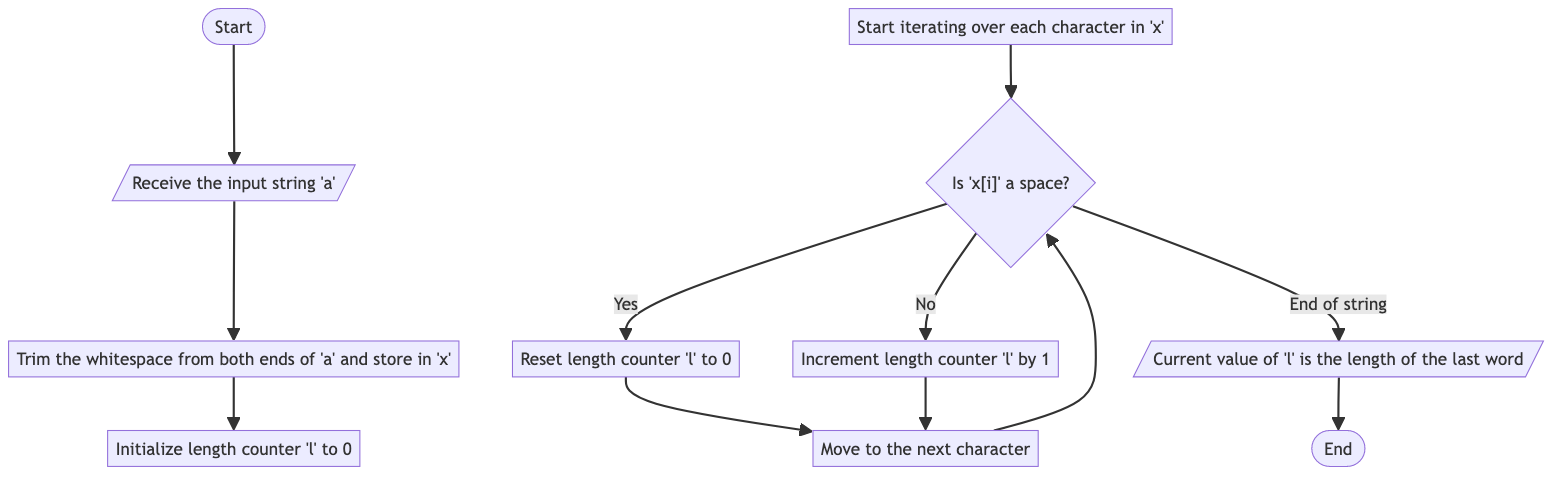 Start
Receive the input string 'a'
Trim the whitespace from both ends of 'a' and store in 'x'
Initialize length counter 'l' to 0
Start iterating over each character in 'x'
Is 'x[i]' a space?
Yes
No
End of string
Reset length counter 'l' to 0
Increment length counter 'l' by 1
Current value of 'l' is the length of the last word
Move to the next character
End